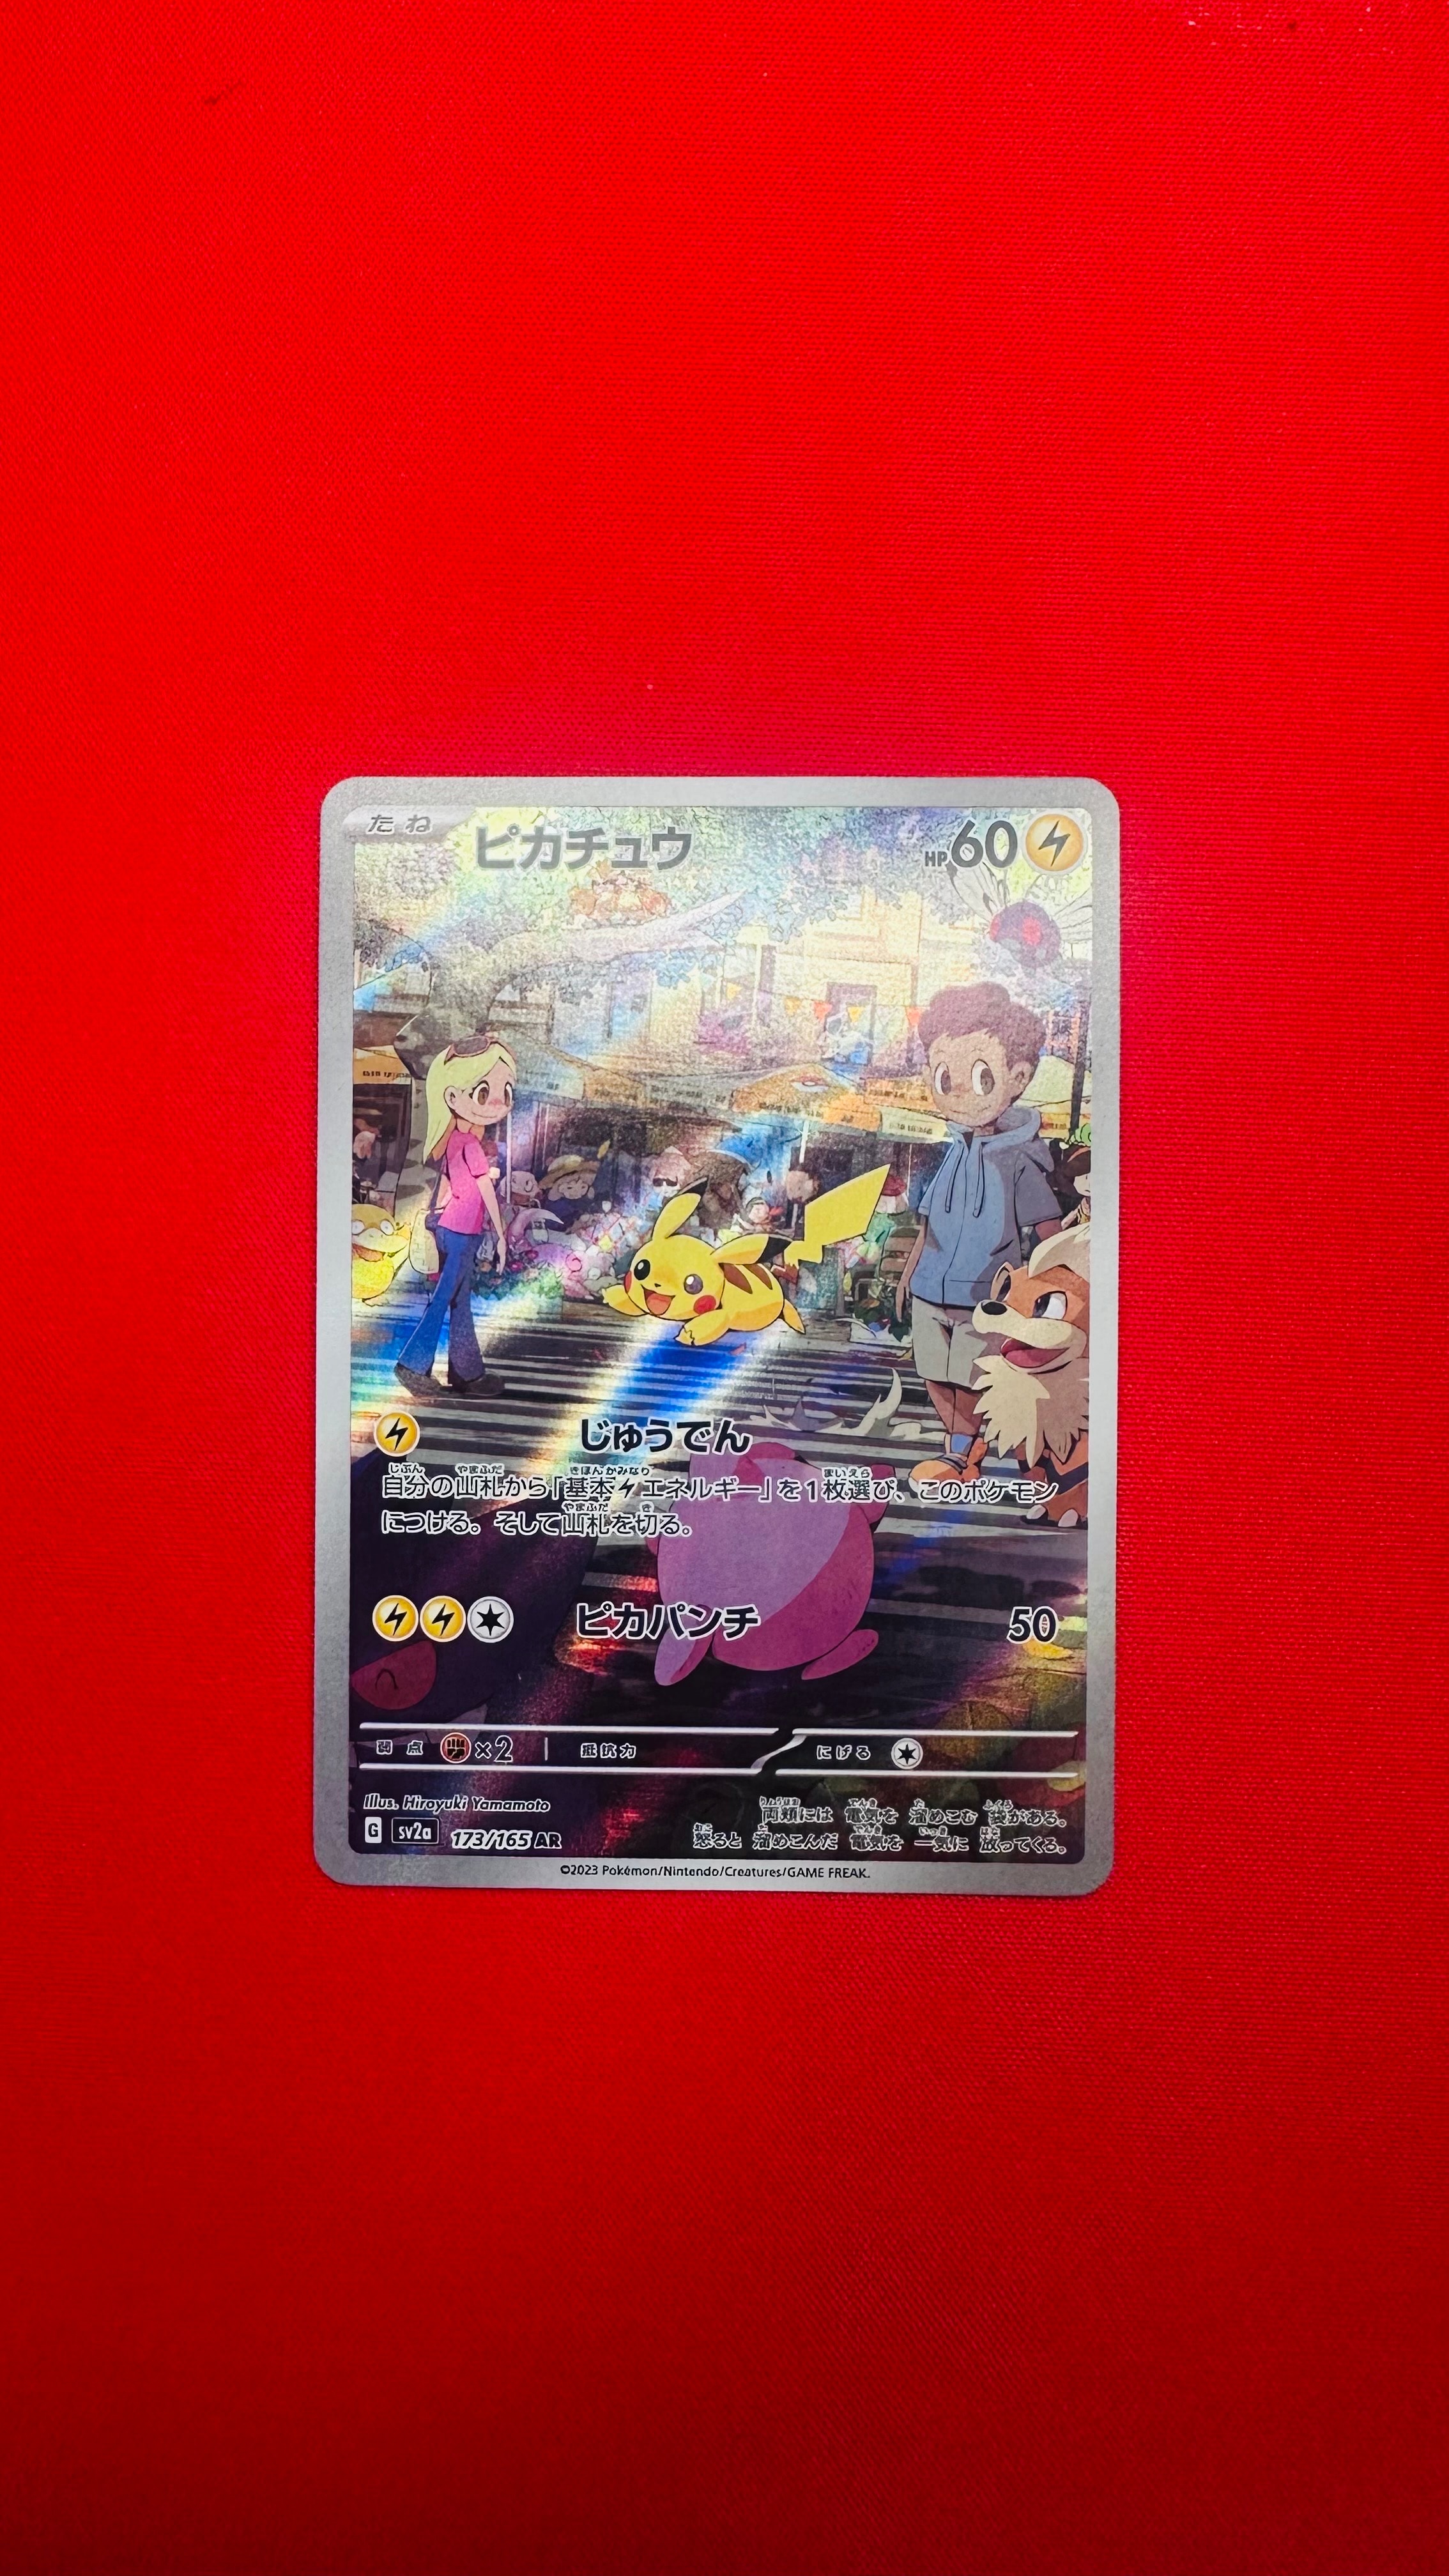 たね ピカチュウ HP60
じゅうでん
自分の山札から「基本エネルギー」を1枚選び、このポケモン
につける。そして山札を切る。
ピカパンチ 50
弱点 ×2 抵抗力 にげる
Illus. Hiroyuki Yamamoto
G sv2a 173/165 AR
両頬には 電気を 溜めこむ 袋がある。
怒ると 溜めこんだ 電気を 一気に 放ってくる。
©2023 Pokémon/Nintendo/Creatures/GAME FREAK.